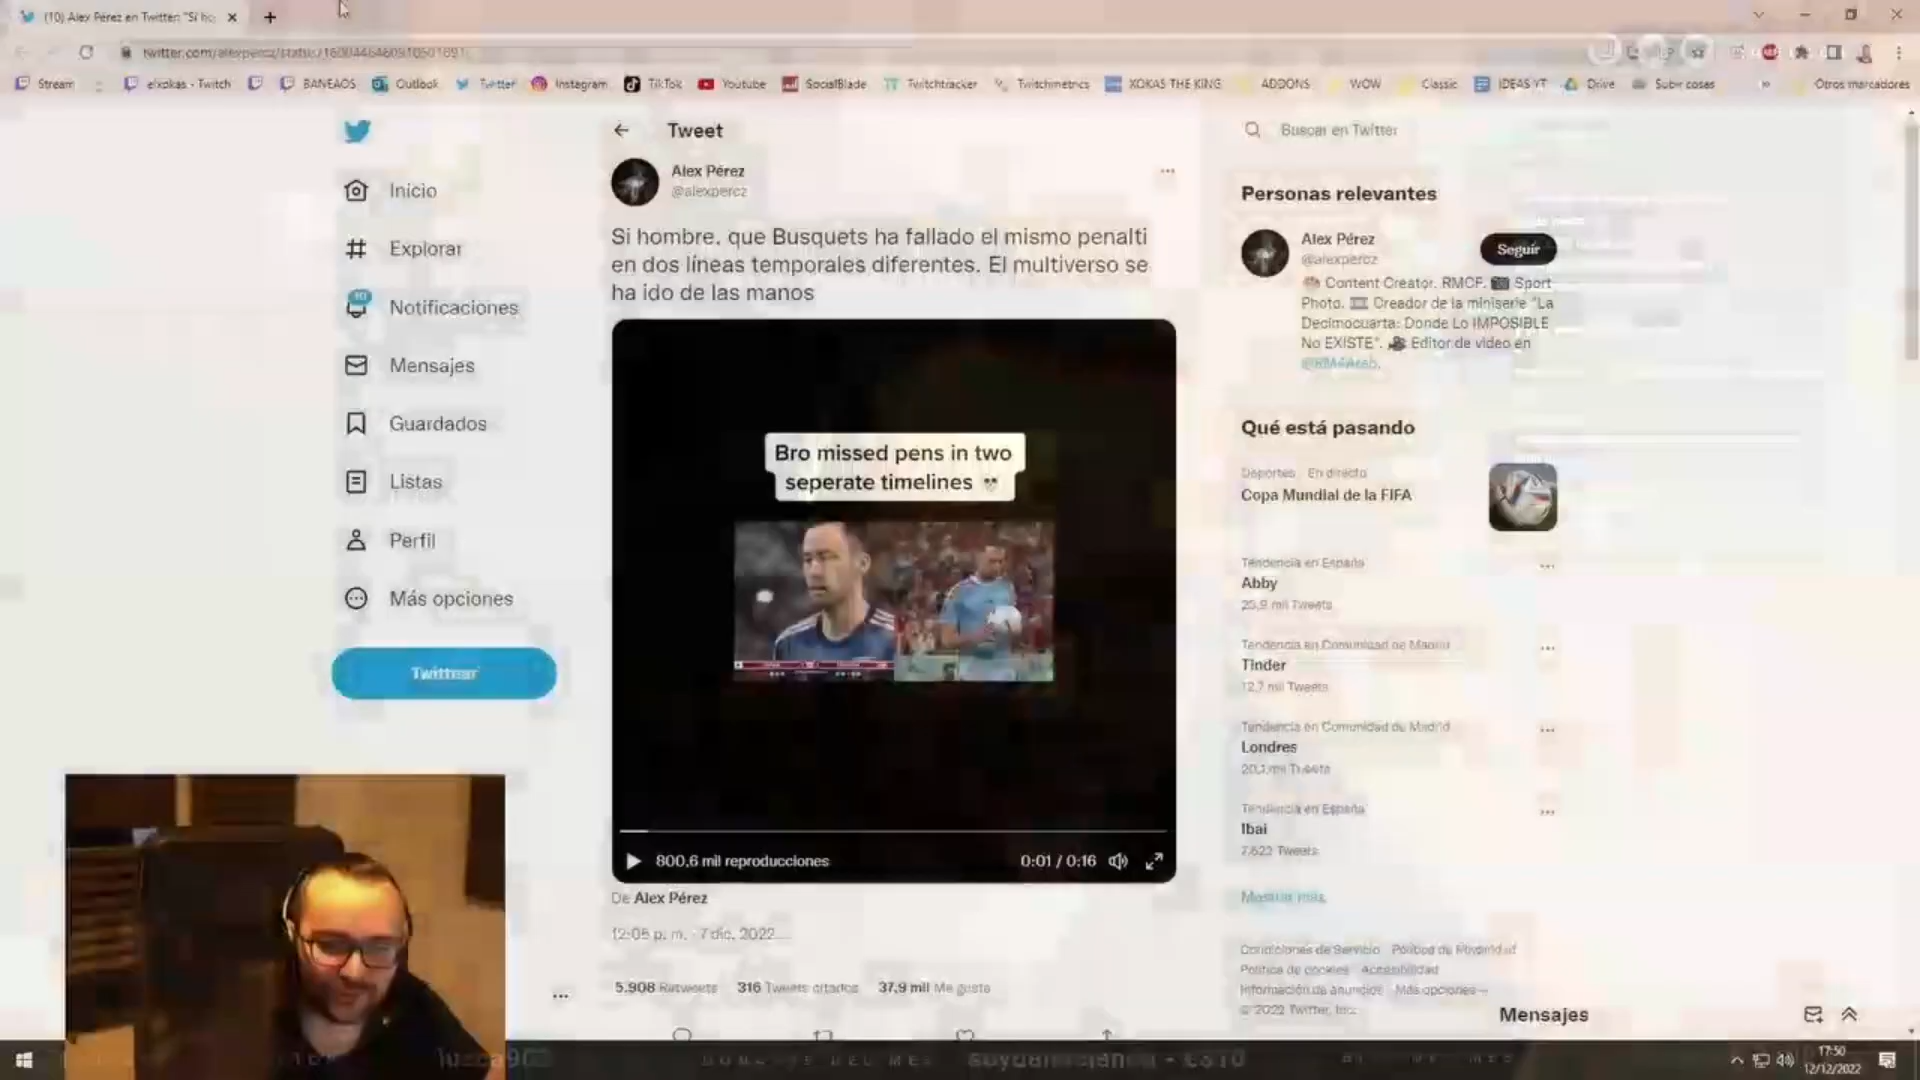 (10) Alex Pérez en Twitter: "Si ho
Stream
elxokas - Twitch
BANEAOS
Outlook
Twitter
Instagram
TikTok
Youtube
SocialBlade
Twitchtracker
Twitchmetrics
XOKAS THE KING
ADDONS
WOW
Classic
IDEAS YT
Drive
Subir cosas
Otros marcadores
Inicio
Explorar
Notificaciones
Mensajes
Guardados
Listas
Perfil
Más opciones
Twittear
Tweet
Alex Pérez
@alexpercz
Si hombre, que Busquets ha fallado el mismo penalti
en dos líneas temporales diferentes. El multiverso se
ha ido de las manos
Bro missed pens in two
seperate timelines
800,6 mil reproducciones
0:01 / 0:16
De Alex Pérez
12:05 p. m. · 7 dic. 2022
5.908 Retweets 316 Tweets citados 37,9 mil Me gusta
Buscar en Twitter
Personas relevantes
Alex Pérez
@alexpercz
Seguir
Content Creator. RMCF. Sport
Photo. Creador de la miniserie "La
Decimocuarta: Donde Lo IMPOSIBLE
No EXISTE". Editor de video en
Qué está pasando
Deportes · En directo
Copa Mundial de la FIFA
Tendencia en España
Abby
25,9 mil Tweets
Tendencia en Comunidad de Madrid
Tinder
12,7 mil Tweets
Tendencia en Comunidad de Madrid
Londres
20,1 mil Tweets
Tendencia en España
Ibai
7.622 Tweets
Mostrar más
Condiciones de Servicio Política de Privacidad
Política de cookies Accesibilidad
Información de anuncios Más opciones
© 2022 Twitter, Inc.
Mensajes
17:50
12/12/2022